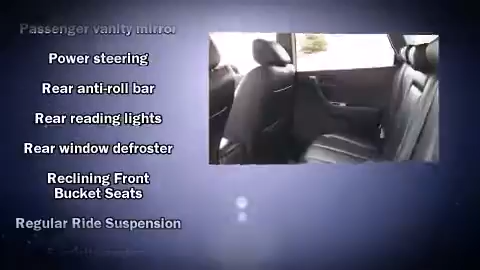 Passenger vanity mirror
Power steering
Rear anti-roll bar
Rear reading lights
Rear window defroster
Reclining Front
Bucket Seats
Regular Ride Suspension